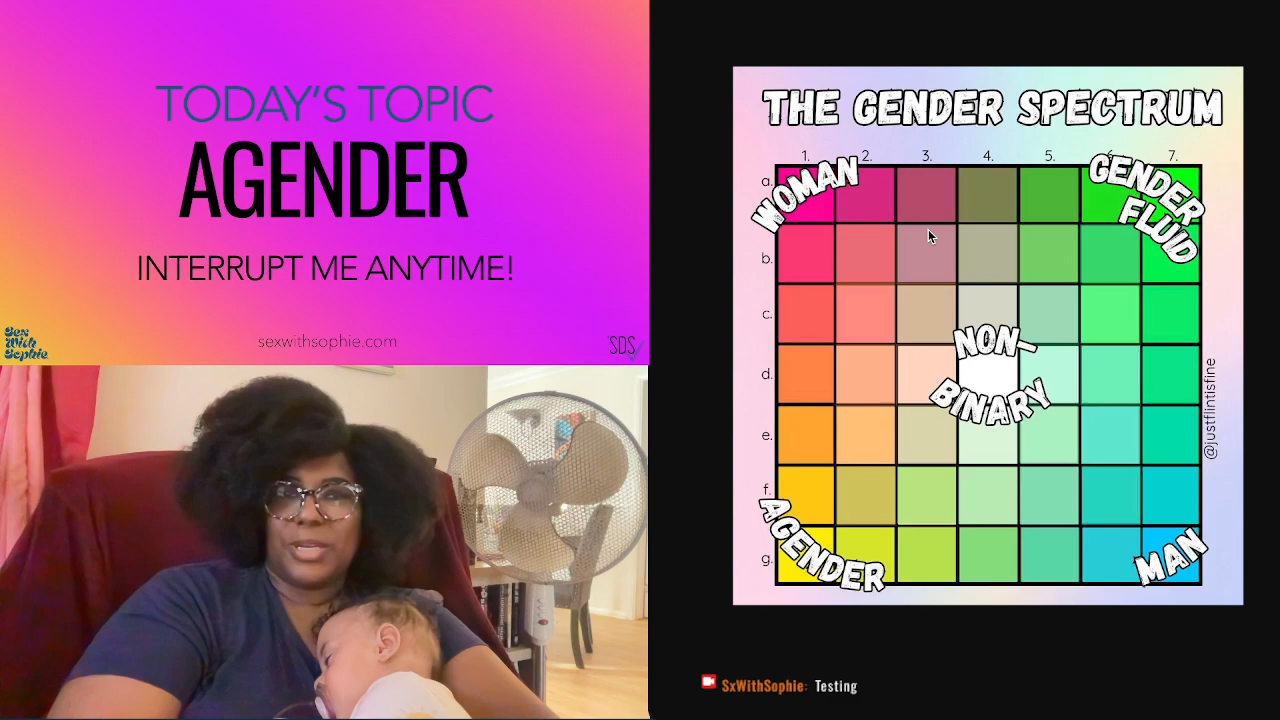 TODAY'S TOPIC
AGENDER
INTERRUPT ME ANYTIME!
Sex
With
Sophie
sexwithsophie.com
SDS
THE GENDER SPECTRUM
1. 2. 3. 4. 5. 7.
WOMAN
GENDER
FLUID
a.
b.
c.
d.
e.
f.
g.
NON-
BINARY
AGENDER
MAN
@justflintisfine
SxWithSophie: Testing